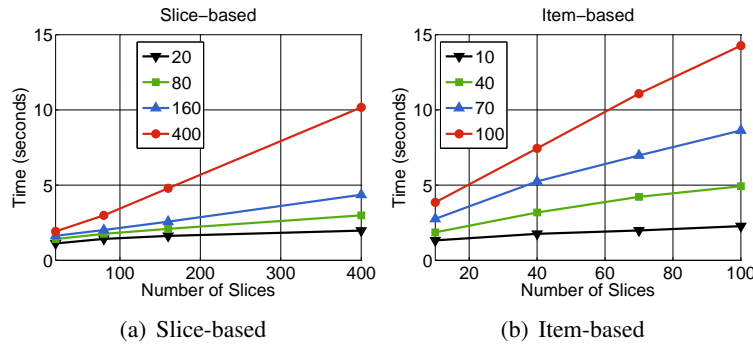 Slice-based
15
10
5
0
Time (seconds)
20
80
160
400
100 200 300 400
Number of Slices
(a) Slice-based
Item-based
15
10
5
0
Time (seconds)
10
40
70
100
20 40 60 80 100
Number of Slices
(b) Item-based